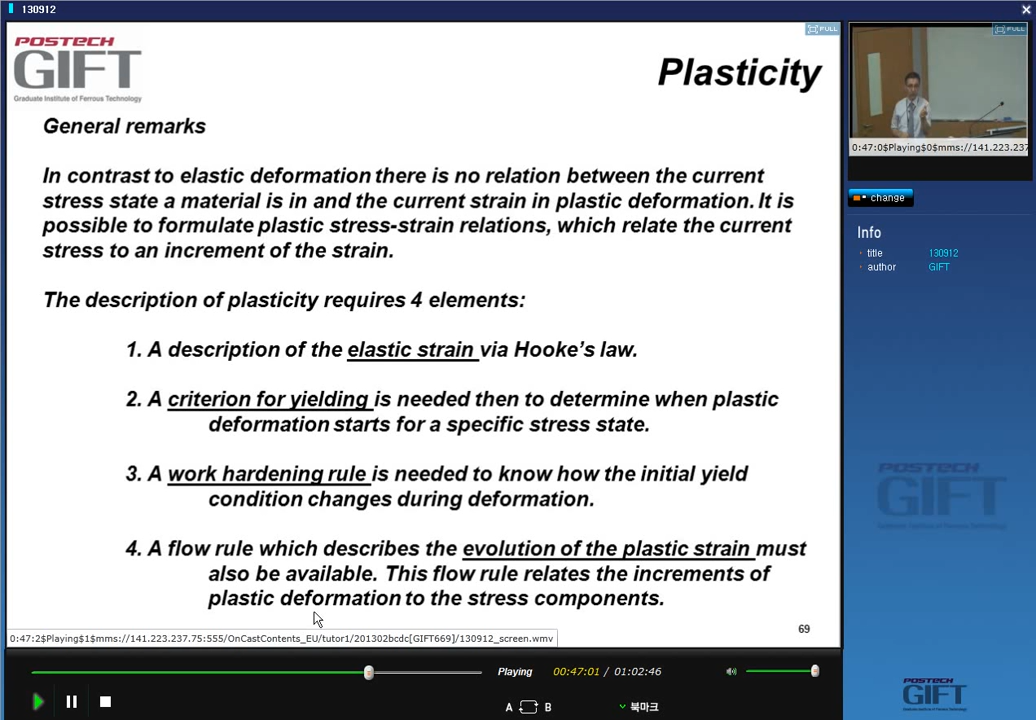 130912
FULL
POSTECH
GIFT
Graduate Institute of Ferrous Technology
Plasticity
General remarks
In contrast to elastic deformation there is no relation between the current
stress state a material is in and the current strain in plastic deformation. It is
possible to formulate plastic stress-strain relations, which relate the current
stress to an increment of the strain.
The description of plasticity requires 4 elements:
1. A description of the elastic strain via Hooke's law.
2. A criterion for yielding is needed then to determine when plastic
deformation starts for a specific stress state.
3. A work hardening rule is needed to know how the initial yield
condition changes during deformation.
4. A flow rule which describes the evolution of the plastic strain must
also be available. This flow rule relates the increments of
plastic deformation to the stress components.
69
0:47:2$Playing$1$mms://141.223.237.75:555/OnCastContents_EU/tutor1/201302bcdc[GIFT669]/130912_screen.wmv
Playing
00:47:01 / 01:02:46
A B
북마크
FULL
0:47:0$Playing$0$mms://141.223.237
change
Info
title 130912
author GIFT
POSTECH
GIFT
Graduate Institute of Ferrous Technology
POSTECH
GIFT